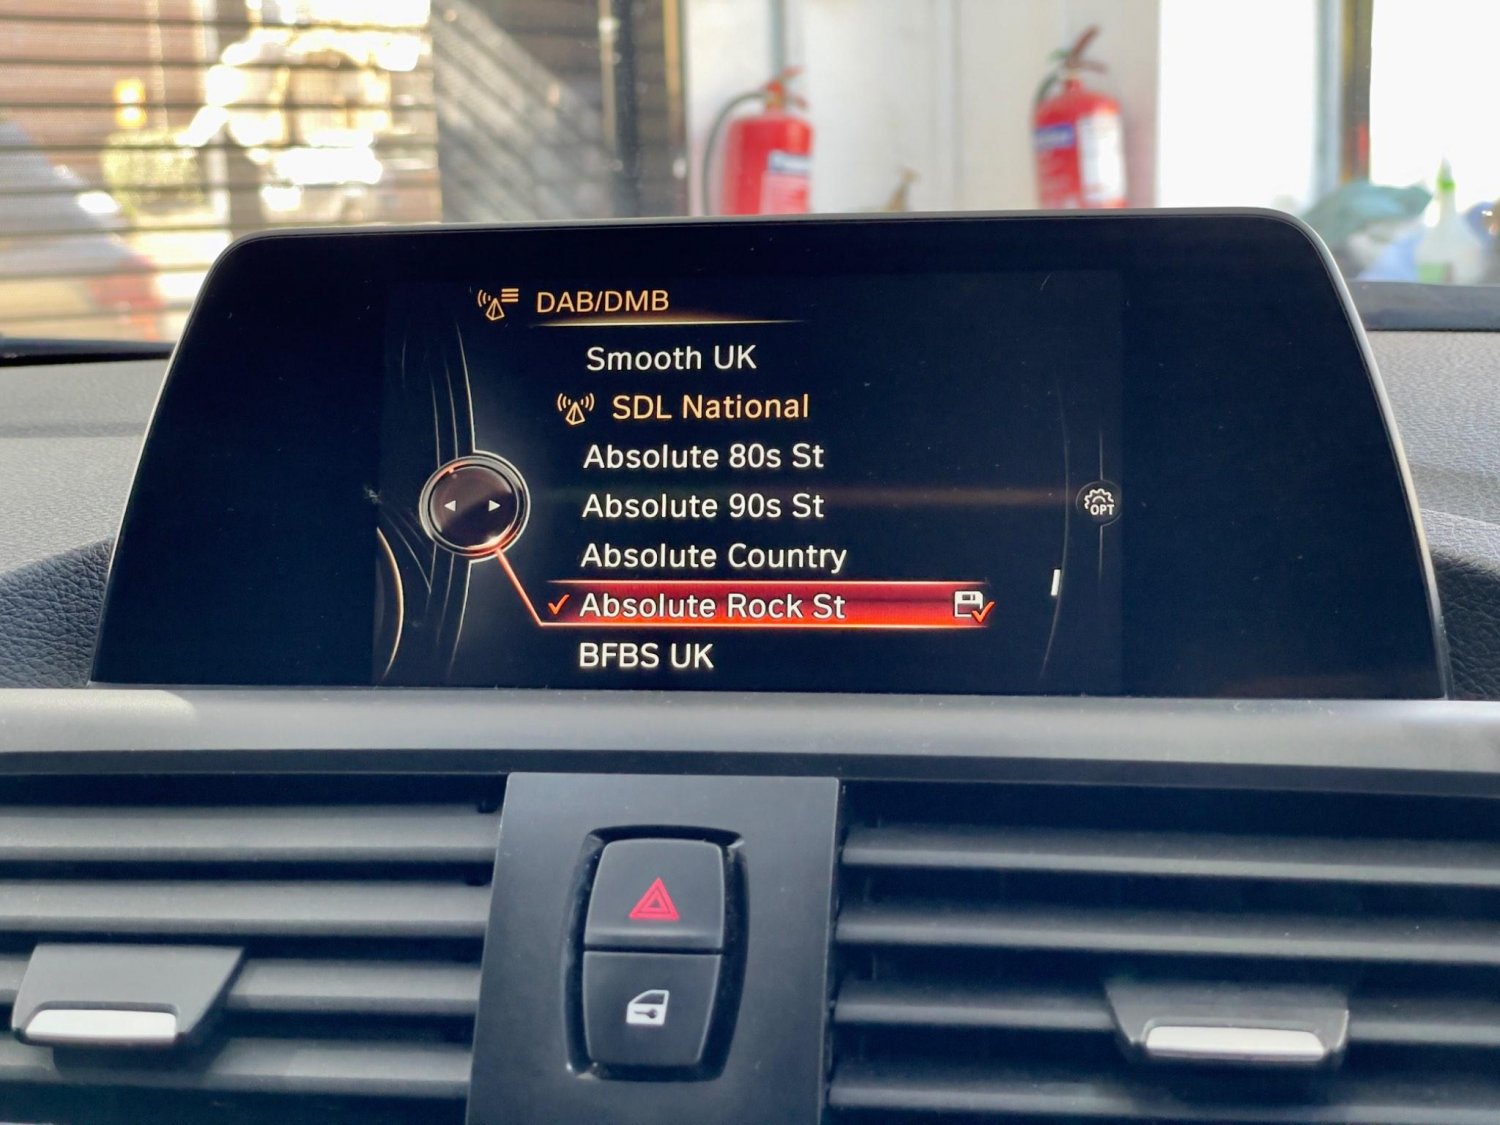 DAB/DMB
Smooth UK
SDL National
Absolute 80s St
Absolute 90s St
OPT
Absolute Country
Absolute Rock St
BFBS UK